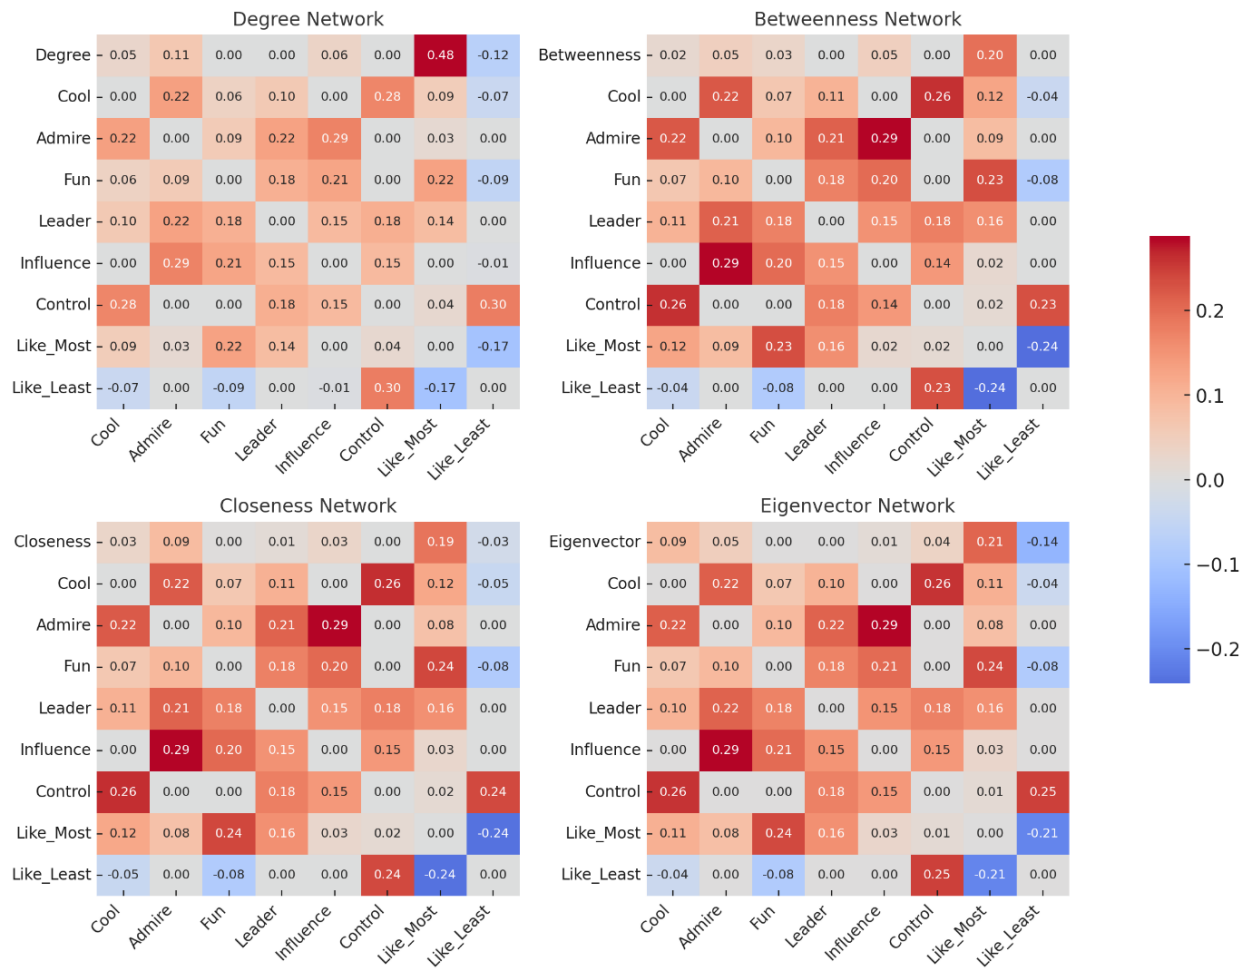 Degree Network
Degree 0.05 0.11 0.00 0.00 0.06 0.00 0.48 -0.12
Cool 0.00 0.22 0.06 0.10 0.00 0.28 0.09 -0.07
Admire 0.22 0.00 0.09 0.22 0.29 0.00 0.03 0.00
Fun 0.06 0.09 0.00 0.18 0.21 0.00 0.22 -0.09
Leader 0.10 0.22 0.18 0.00 0.15 0.18 0.14 0.00
Influence 0.00 0.29 0.21 0.15 0.00 0.15 0.00 -0.01
Control 0.28 0.00 0.00 0.18 0.15 0.00 0.04 0.30
Like_Most 0.09 0.03 0.22 0.14 0.00 0.04 0.00 -0.17
Like_Least -0.07 0.00 -0.09 0.00 -0.01 0.30 -0.17 0.00
Cool Admire Fun Leader Influence Control Like_Most Like_Least
Betweenness Network
Betweenness 0.02 0.05 0.03 0.00 0.05 0.00 0.20 0.00
Cool 0.00 0.22 0.07 0.11 0.00 0.26 0.12 -0.04
Admire 0.22 0.00 0.10 0.21 0.29 0.00 0.09 0.00
Fun 0.07 0.10 0.00 0.18 0.20 0.00 0.23 -0.08
Leader 0.11 0.21 0.18 0.00 0.15 0.18 0.16 0.00
Influence 0.00 0.29 0.20 0.15 0.00 0.14 0.02 0.00
Control 0.26 0.00 0.00 0.18 0.14 0.00 0.02 0.23
Like_Most 0.12 0.09 0.23 0.16 0.02 0.02 0.00 -0.24
Like_Least -0.04 0.00 -0.08 0.00 0.00 0.23 -0.24 0.00
Cool Admire Fun Leader Influence Control Like_Most Like_Least
Closeness Network
Closeness 0.03 0.09 0.00 0.01 0.03 0.00 0.19 -0.03
Cool 0.00 0.22 0.07 0.11 0.00 0.26 0.12 -0.05
Admire 0.22 0.00 0.10 0.21 0.29 0.00 0.08 0.00
Fun 0.07 0.10 0.00 0.18 0.20 0.00 0.24 -0.08
Leader 0.11 0.21 0.18 0.00 0.15 0.18 0.16 0.00
Influence 0.00 0.29 0.20 0.15 0.00 0.15 0.03 0.00
Control 0.26 0.00 0.00 0.18 0.15 0.00 0.02 0.24
Like_Most 0.12 0.08 0.24 0.16 0.03 0.02 0.00 -0.24
Like_Least -0.05 0.00 -0.08 0.00 0.00 0.24 -0.24 0.00
Cool Admire Fun Leader Influence Control Like_Most Like_Least
Eigenvector Network
Eigenvector 0.09 0.05 0.00 0.00 0.01 0.04 0.21 -0.14
Cool 0.00 0.22 0.07 0.10 0.00 0.26 0.11 -0.04
Admire 0.22 0.00 0.10 0.22 0.29 0.00 0.08 0.00
Fun 0.07 0.10 0.00 0.18 0.21 0.00 0.24 -0.08
Leader 0.10 0.22 0.18 0.00 0.15 0.18 0.16 0.00
Influence 0.00 0.29 0.21 0.15 0.00 0.15 0.03 0.00
Control 0.26 0.00 0.00 0.18 0.15 0.00 0.01 0.25
Like_Most 0.11 0.08 0.24 0.16 0.03 0.01 0.00 -0.21
Like_Least -0.04 0.00 -0.08 0.00 0.00 0.25 -0.21 0.00
Cool Admire Fun Leader Influence Control Like_Most Like_Least
0.2
0.1
0.0
−0.1
−0.2